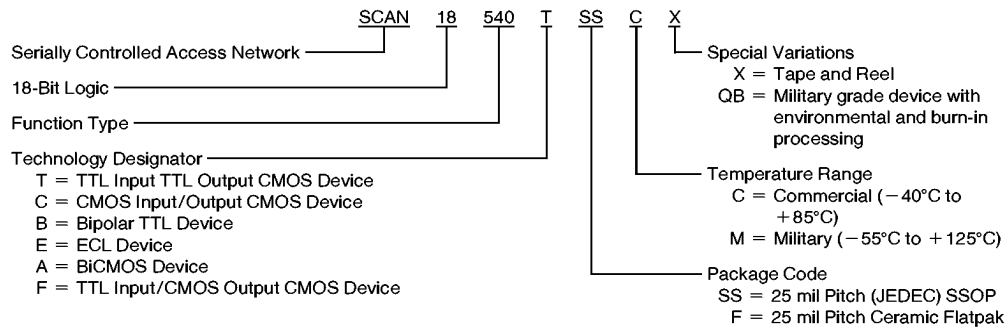 SCAN 18 540 T SS C X
Serially Controlled Access Network
18-Bit Logic
Function Type
Technology Designator
T = TTL Input TTL Output CMOS Device
C = CMOS Input/Output CMOS Device
B = Bipolar TTL Device
E = ECL Device
A = BiCMOS Device
F = TTL Input/CMOS Output CMOS Device
Special Variations
X = Tape and Reel
QB = Military grade device with
environmental and burn-in
processing
Temperature Range
C = Commercial (−40°C to
+85°C)
M = Military (−55°C to +125°C)
Package Code
SS = 25 mil Pitch (JEDEC) SSOP
F = 25 mil Pitch Ceramic Flatpak